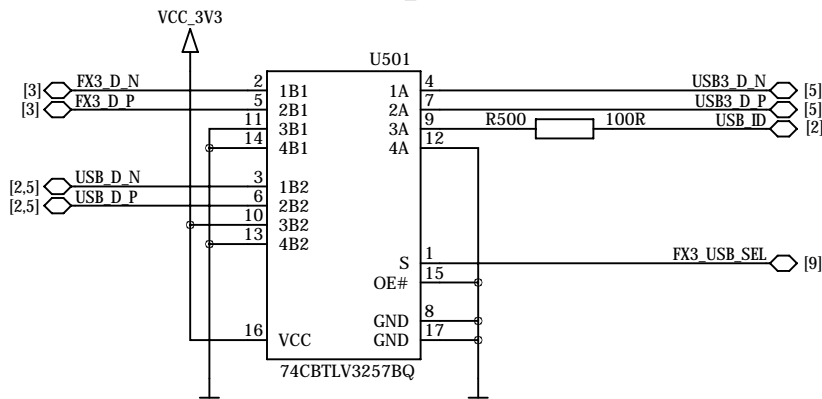 VCC_3V3
U501
[3] FX3_D_N 2 1B1 1A 4 USB3_D_N [5]
[3] FX3_D_P 5 2B1 2A 7 USB3_D_P [5]
11 3B1 3A 9 R500 100R USB_ID [2]
14 4B1 4A 12
[2,5] USB_D_N 3 1B2
[2,5] USB_D_P 6 2B2
10 3B2
13 4B2
S 1 FX3_USB_SEL [9]
OE# 15
GND 8
16 VCC GND 17
74CBTLV3257BQ